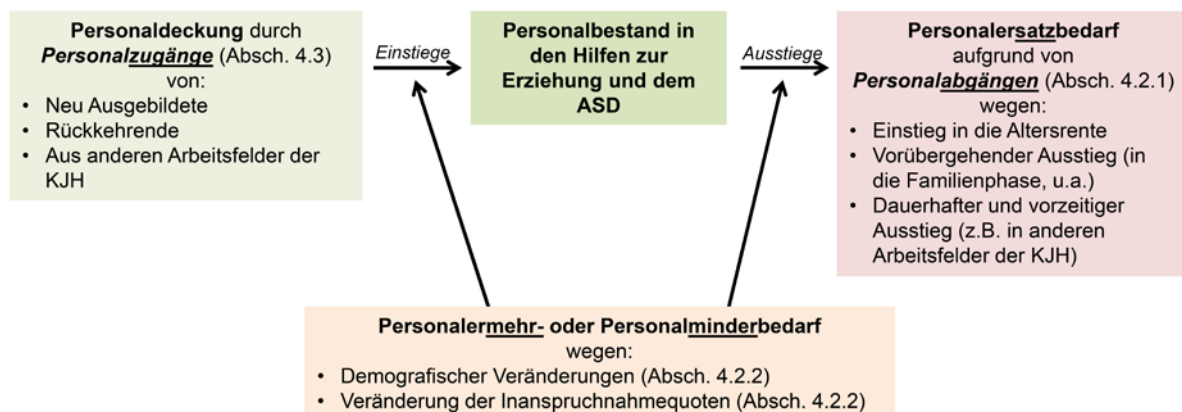 Personaldeckung durch
Personalzugänge (Absch. 4.3)
von:
• Neu Ausgebildete
• Rückkehrende
• Aus anderen Arbeitsfelder der
KJH
Einstiege
Personalbestand in
den Hilfen zur
Erziehung und dem
ASD
Ausstiege
Personalersatzbedarf
aufgrund von
Personalabgängen (Absch. 4.2.1)
wegen:
• Einstieg in die Altersrente
• Vorübergehender Ausstieg (in
die Familienphase, u.a.)
• Dauerhafter und vorzeitiger
Ausstieg (z.B. in anderen
Arbeitsfelder der KJH)
Personalermehr- oder Personalminderbedarf
wegen:
• Demografischer Veränderungen (Absch. 4.2.2)
• Veränderung der Inanspruchnahmequoten (Absch. 4.2.2)